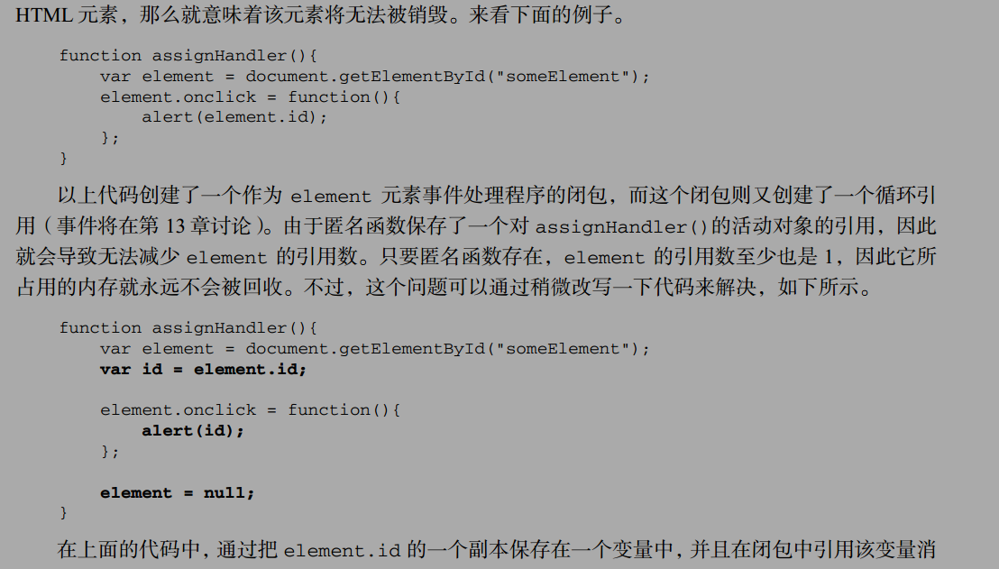 HTML 元素，那么就意味着该元素将无法被销毁。来看下面的例子。
function assignHandler(){
    var element = document.getElementById("someElement");
    element.onclick = function(){
        alert(element.id);
    };
}
以上代码创建了一个作为 element 元素事件处理程序的闭包，而这个闭包则又创建了一个循环引
用（事件将在第 13 章讨论）。由于匿名函数保存了一个对 assignHandler()的活动对象的引用，因此
就会导致无法减少 element 的引用数。只要匿名函数存在，element 的引用数至少也是 1，因此它所
占用的内存就永远不会被回收。不过，这个问题可以通过稍微改写一下代码来解决，如下所示。
function assignHandler(){
    var element = document.getElementById("someElement");
    var id = element.id;
    element.onclick = function(){
        alert(id);
    };
    element = null;
}
在上面的代码中，通过把 element.id 的一个副本保存在一个变量中，并且在闭包中引用该变量消